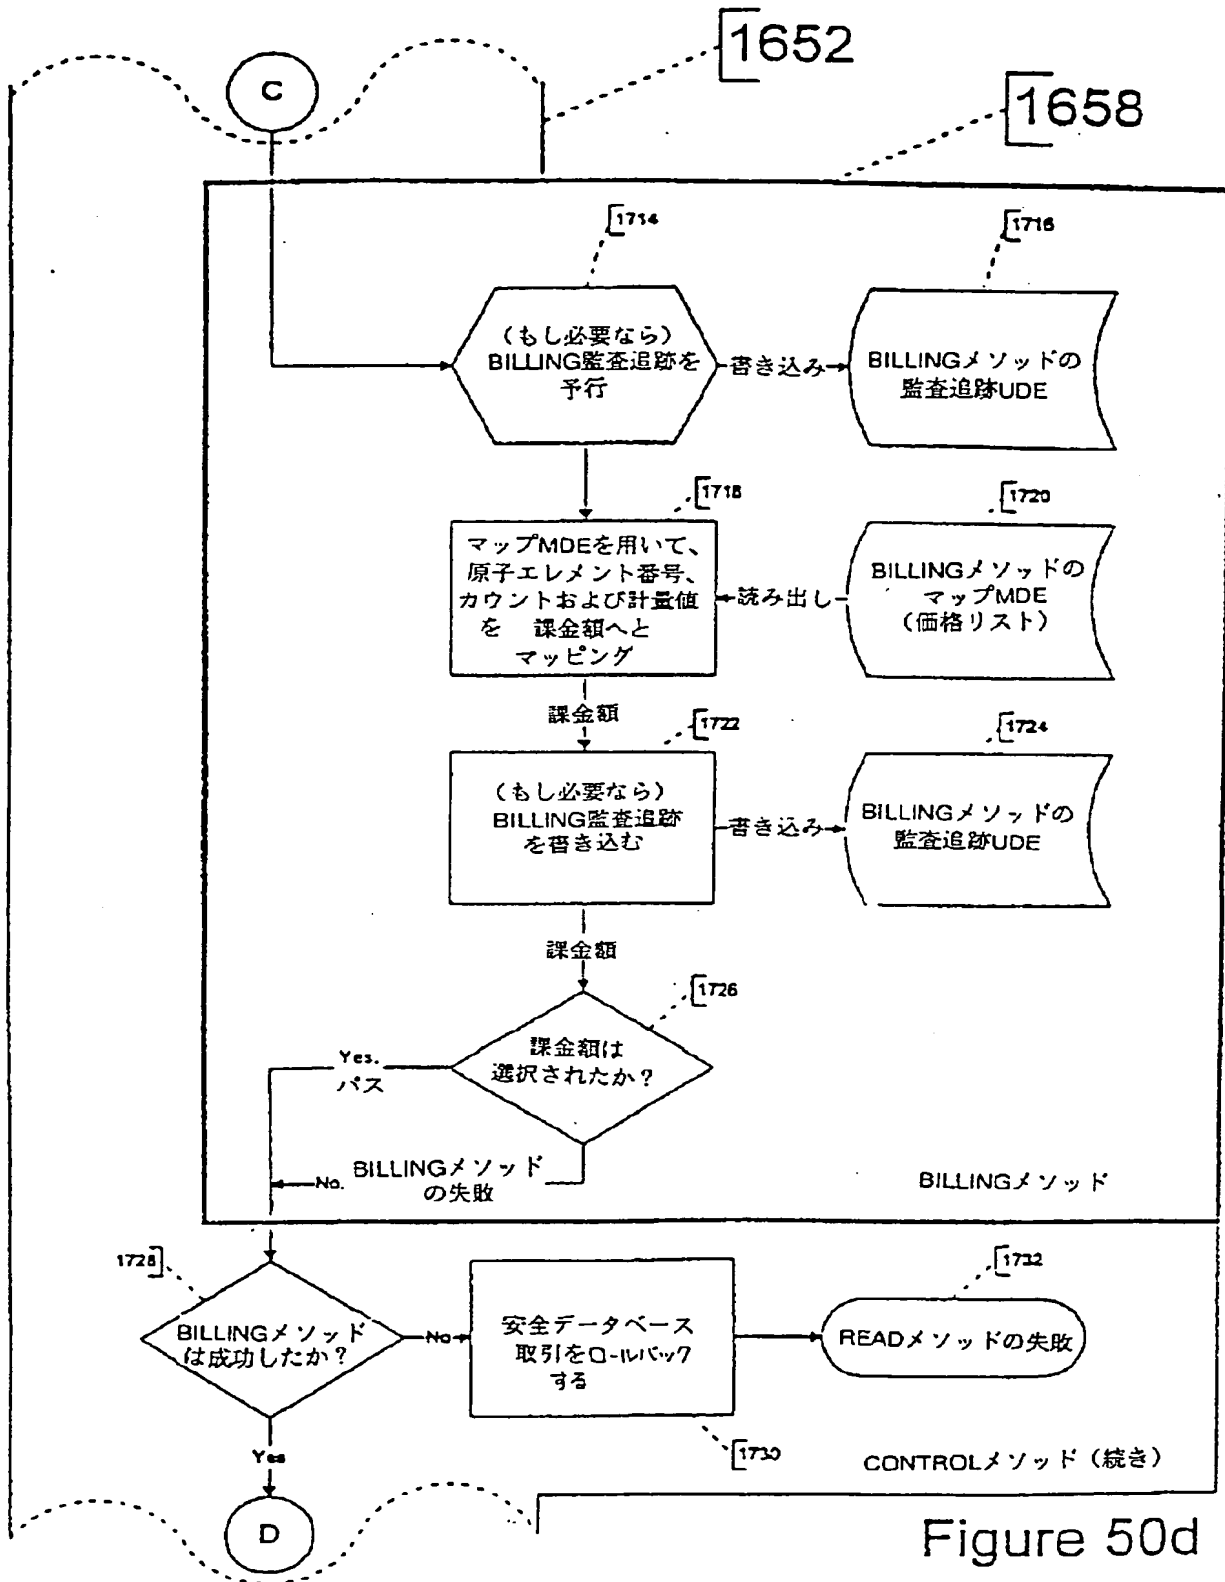 1652
C
1658
1714
1716
(もし必要なら)
BILLING監査追跡を
予行
書き込み
BILLINGメソッドの
監査追跡UDE
1718
1720
マップMDEを用いて、
原子エレメント番号、
カウントおよび計量値
を 課金額へと
マッピング
読み出し
BILLINGメソッドの
マップMDE
(価格リスト)
課金額
1722
1724
(もし必要なら)
BILLING監査追跡
を書き込む
書き込み
BILLINGメソッドの
監査追跡UDE
課金額
1726
課金額は
選択されたか?
Yes.
パス
No.
BILLINGメソッド
の失敗
BILLINGメソッド
1728
1732
BILLINGメソッド
は成功したか?
No
安全データベース
取引をロールバック
する
READメソッドの失敗
1730
Yes
CONTROLメソッド(続き)
D
Figure 50d